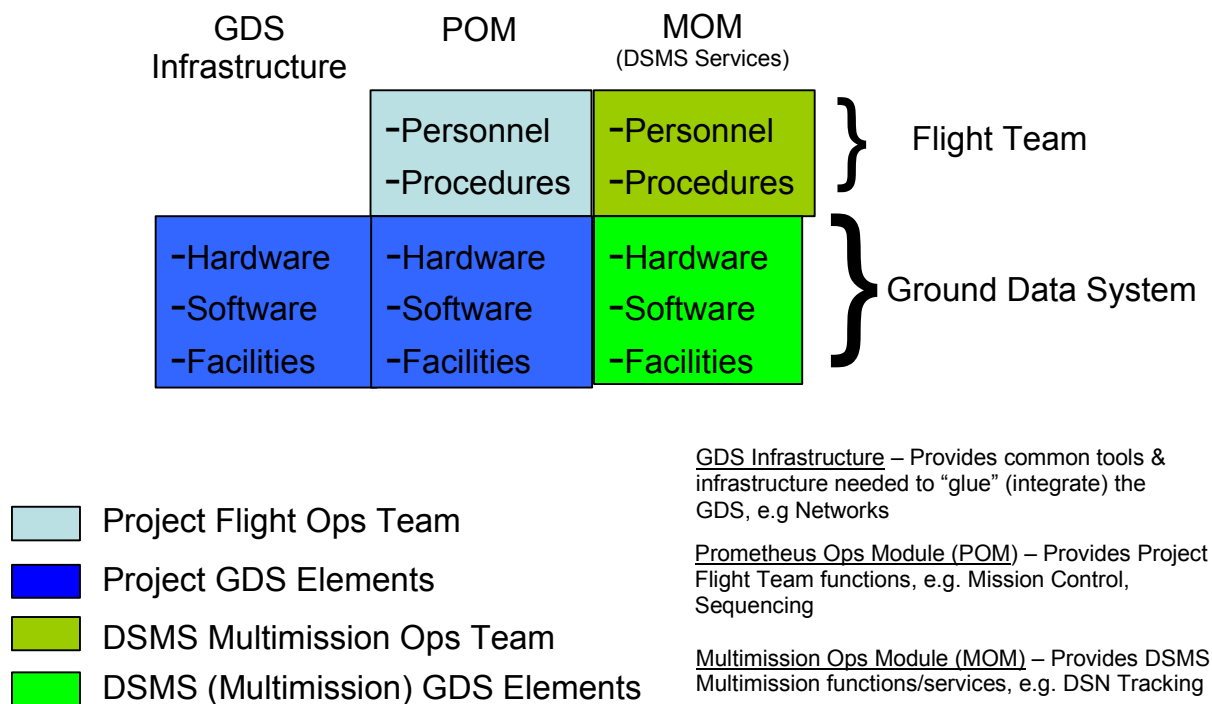 GDS
Infrastructure
POM
MOM
(DSMS Services)
-Personnel
-Procedures
-Personnel
-Procedures
} Flight Team
-Hardware
-Software
-Facilities
-Hardware
-Software
-Facilities
-Hardware
-Software
-Facilities
} Ground Data System
Project Flight Ops Team
Project GDS Elements
DSMS Multimission Ops Team
DSMS (Multimission) GDS Elements
GDS Infrastructure – Provides common tools &
infrastructure needed to “glue” (integrate) the
GDS, e.g Networks
Prometheus Ops Module (POM) – Provides Project
Flight Team functions, e.g. Mission Control,
Sequencing
Multimission Ops Module (MOM) – Provides DSMS
Multimission functions/services, e.g. DSN Tracking